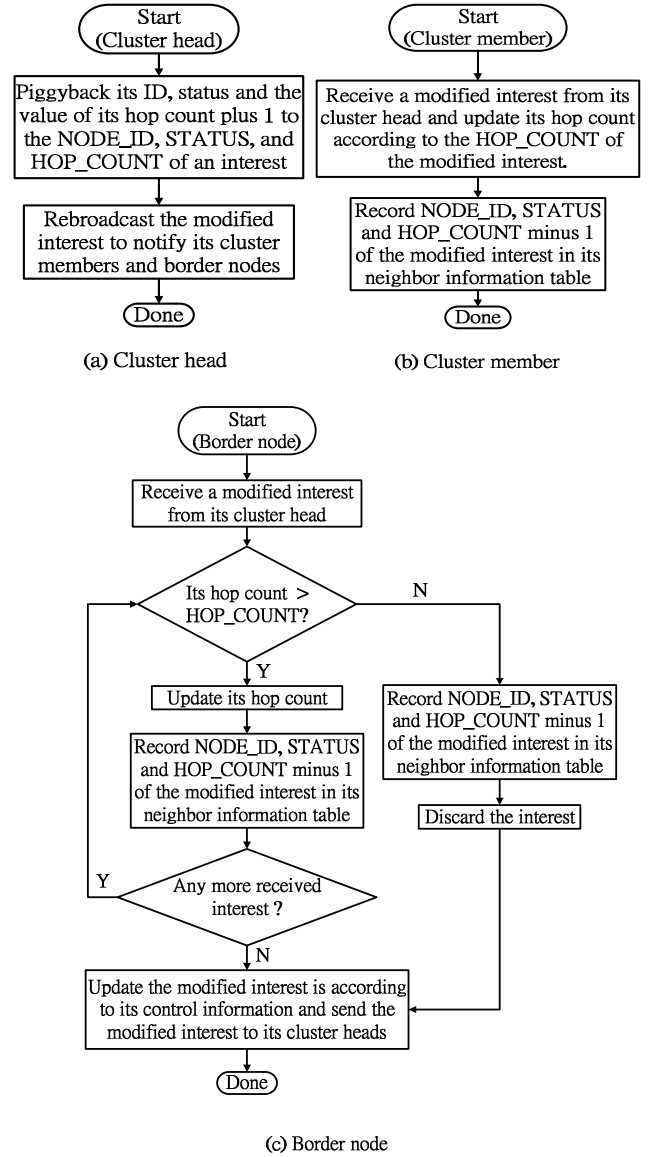 Start
(Cluster head)
Piggyback its ID, status and the
value of its hop count plus 1 to
the NODE_ID, STATUS, and
HOP_COUNT of an interest
Rebroadcast the modified
interest to notify its cluster
members and border nodes
Done
(a) Cluster head
Start
(Cluster member)
Receive a modified interest from its
cluster head and update its hop count
according to the HOP_COUNT of
the modified interest.
Record NODE_ID, STATUS
and HOP_COUNT minus 1
of the modified interest in its
neighbor information table
Done
(b) Cluster member
Start
(Border node)
Receive a modified interest
from its cluster head
Its hop count >
HOP_COUNT?
N
Y
Update its hop count
Record NODE_ID, STATUS
and HOP_COUNT minus 1
of the modified interest in its
neighbor information table
Record NODE_ID, STATUS
and HOP_COUNT minus 1
of the modified interest in its
neighbor information table
Discard the interest
Y
Any more received
interest ?
N
Update the modified interest is according
to its control information and send the
modified interest to its cluster heads
Done
(c) Border node